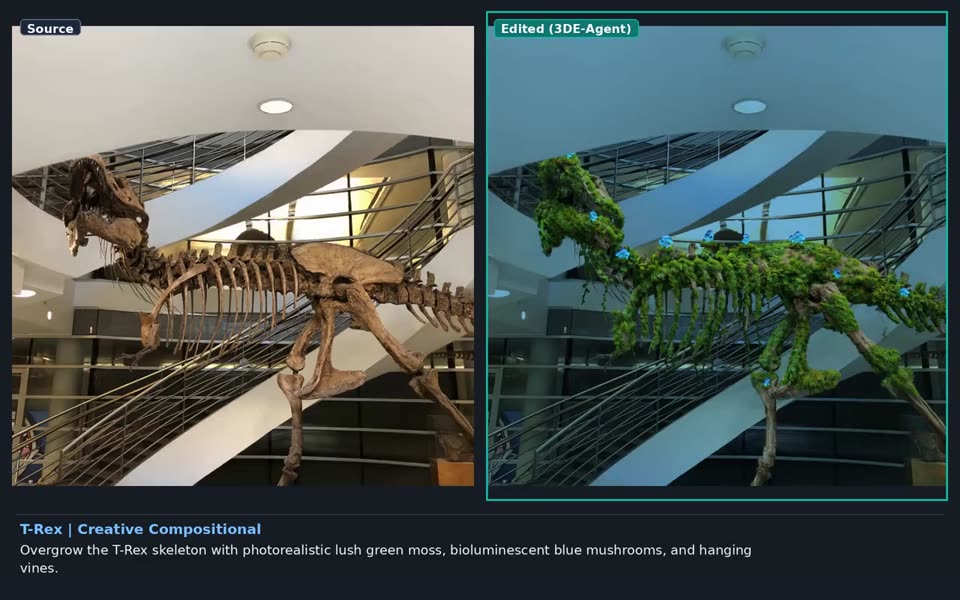 Source
Edited (3DE-Agent)
T-Rex | Creative Compositional
Overgrow the T-Rex skeleton with photorealistic lush green moss, bioluminescent blue mushrooms, and hanging
vines.